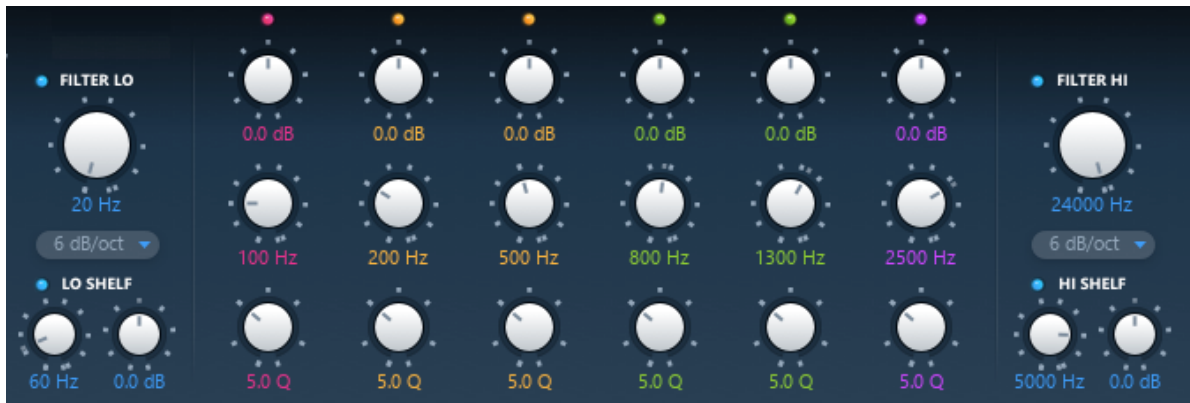 FILTER LO
FILTER HI
0.0 dB 0.0 dB 0.0 dB 0.0 dB 0.0 dB 0.0 dB
20 Hz
24000 Hz
6 dB/oct
6 dB/oct
100 Hz 200 Hz 500 Hz 800 Hz 1300 Hz 2500 Hz
LO SHELF
HI SHELF
60 Hz 0.0 dB 5.0 Q 5.0 Q 5.0 Q 5.0 Q 5.0 Q 5.0 Q 5000 Hz 0.0 dB